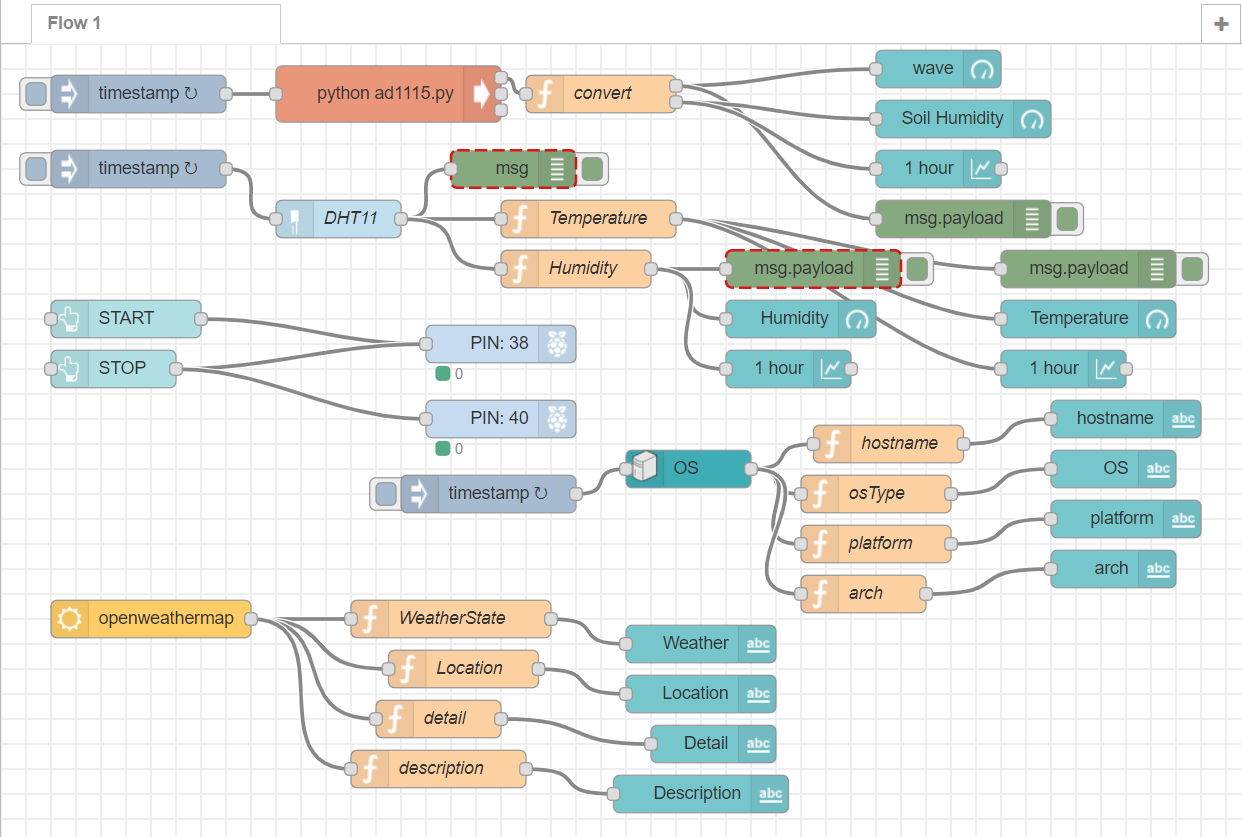 Flow 1
+
timestamp ↻
python ad1115.py
convert
wave
Soil Humidity
timestamp ↻
msg
1 hour
DHT11
Temperature
msg.payload
Humidity
msg.payload
msg.payload
START
Humidity
Temperature
PIN: 38
STOP
0
1 hour
1 hour
PIN: 40
0
hostname
hostname
abc
timestamp ↻
OS
osType
OS
abc
platform
platform
abc
arch
arch
abc
openweathermap
WeatherState
Weather
abc
Location
Location
abc
detail
Detail
abc
description
Description
abc